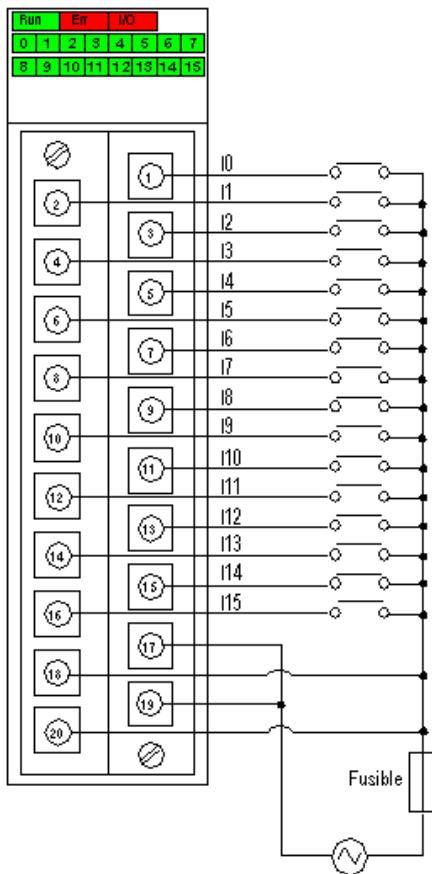 Run Err I/O
0 1 2 3 4 5 6 7
8 9 10 11 12 13 14 15
1 I0
2 I1
3 I2
4 I3
5 I4
6 I5
7 I6
8 I7
9 I8
10 I9
11 I10
12 I11
13 I12
14 I13
15 I14
16 I15
17
18
19
20
Fusible